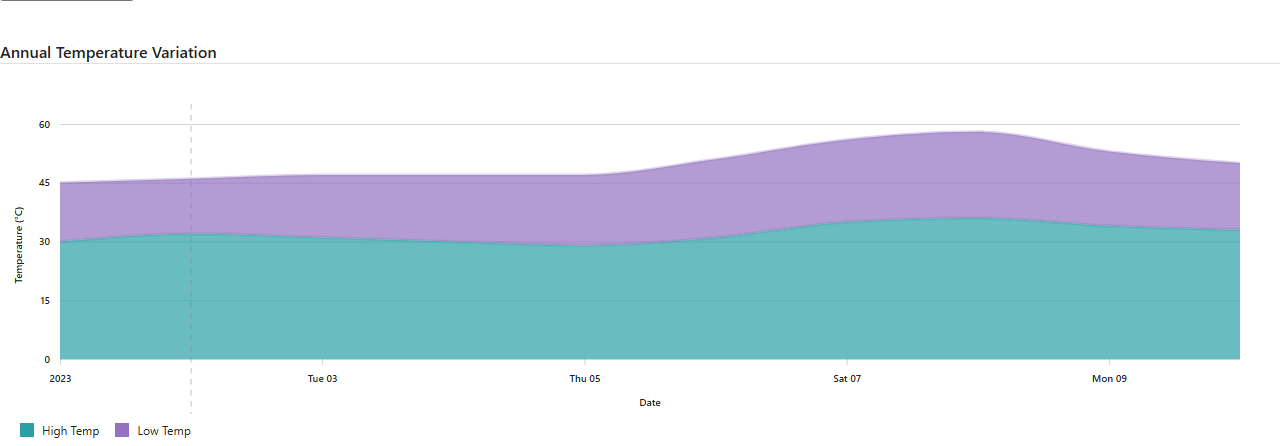 Annual Temperature Variation
60
45
30
15
0
Temperature (°C)
2023
Tue 03
Thu 05
Sat 07
Mon 09
Date
High Temp
Low Temp